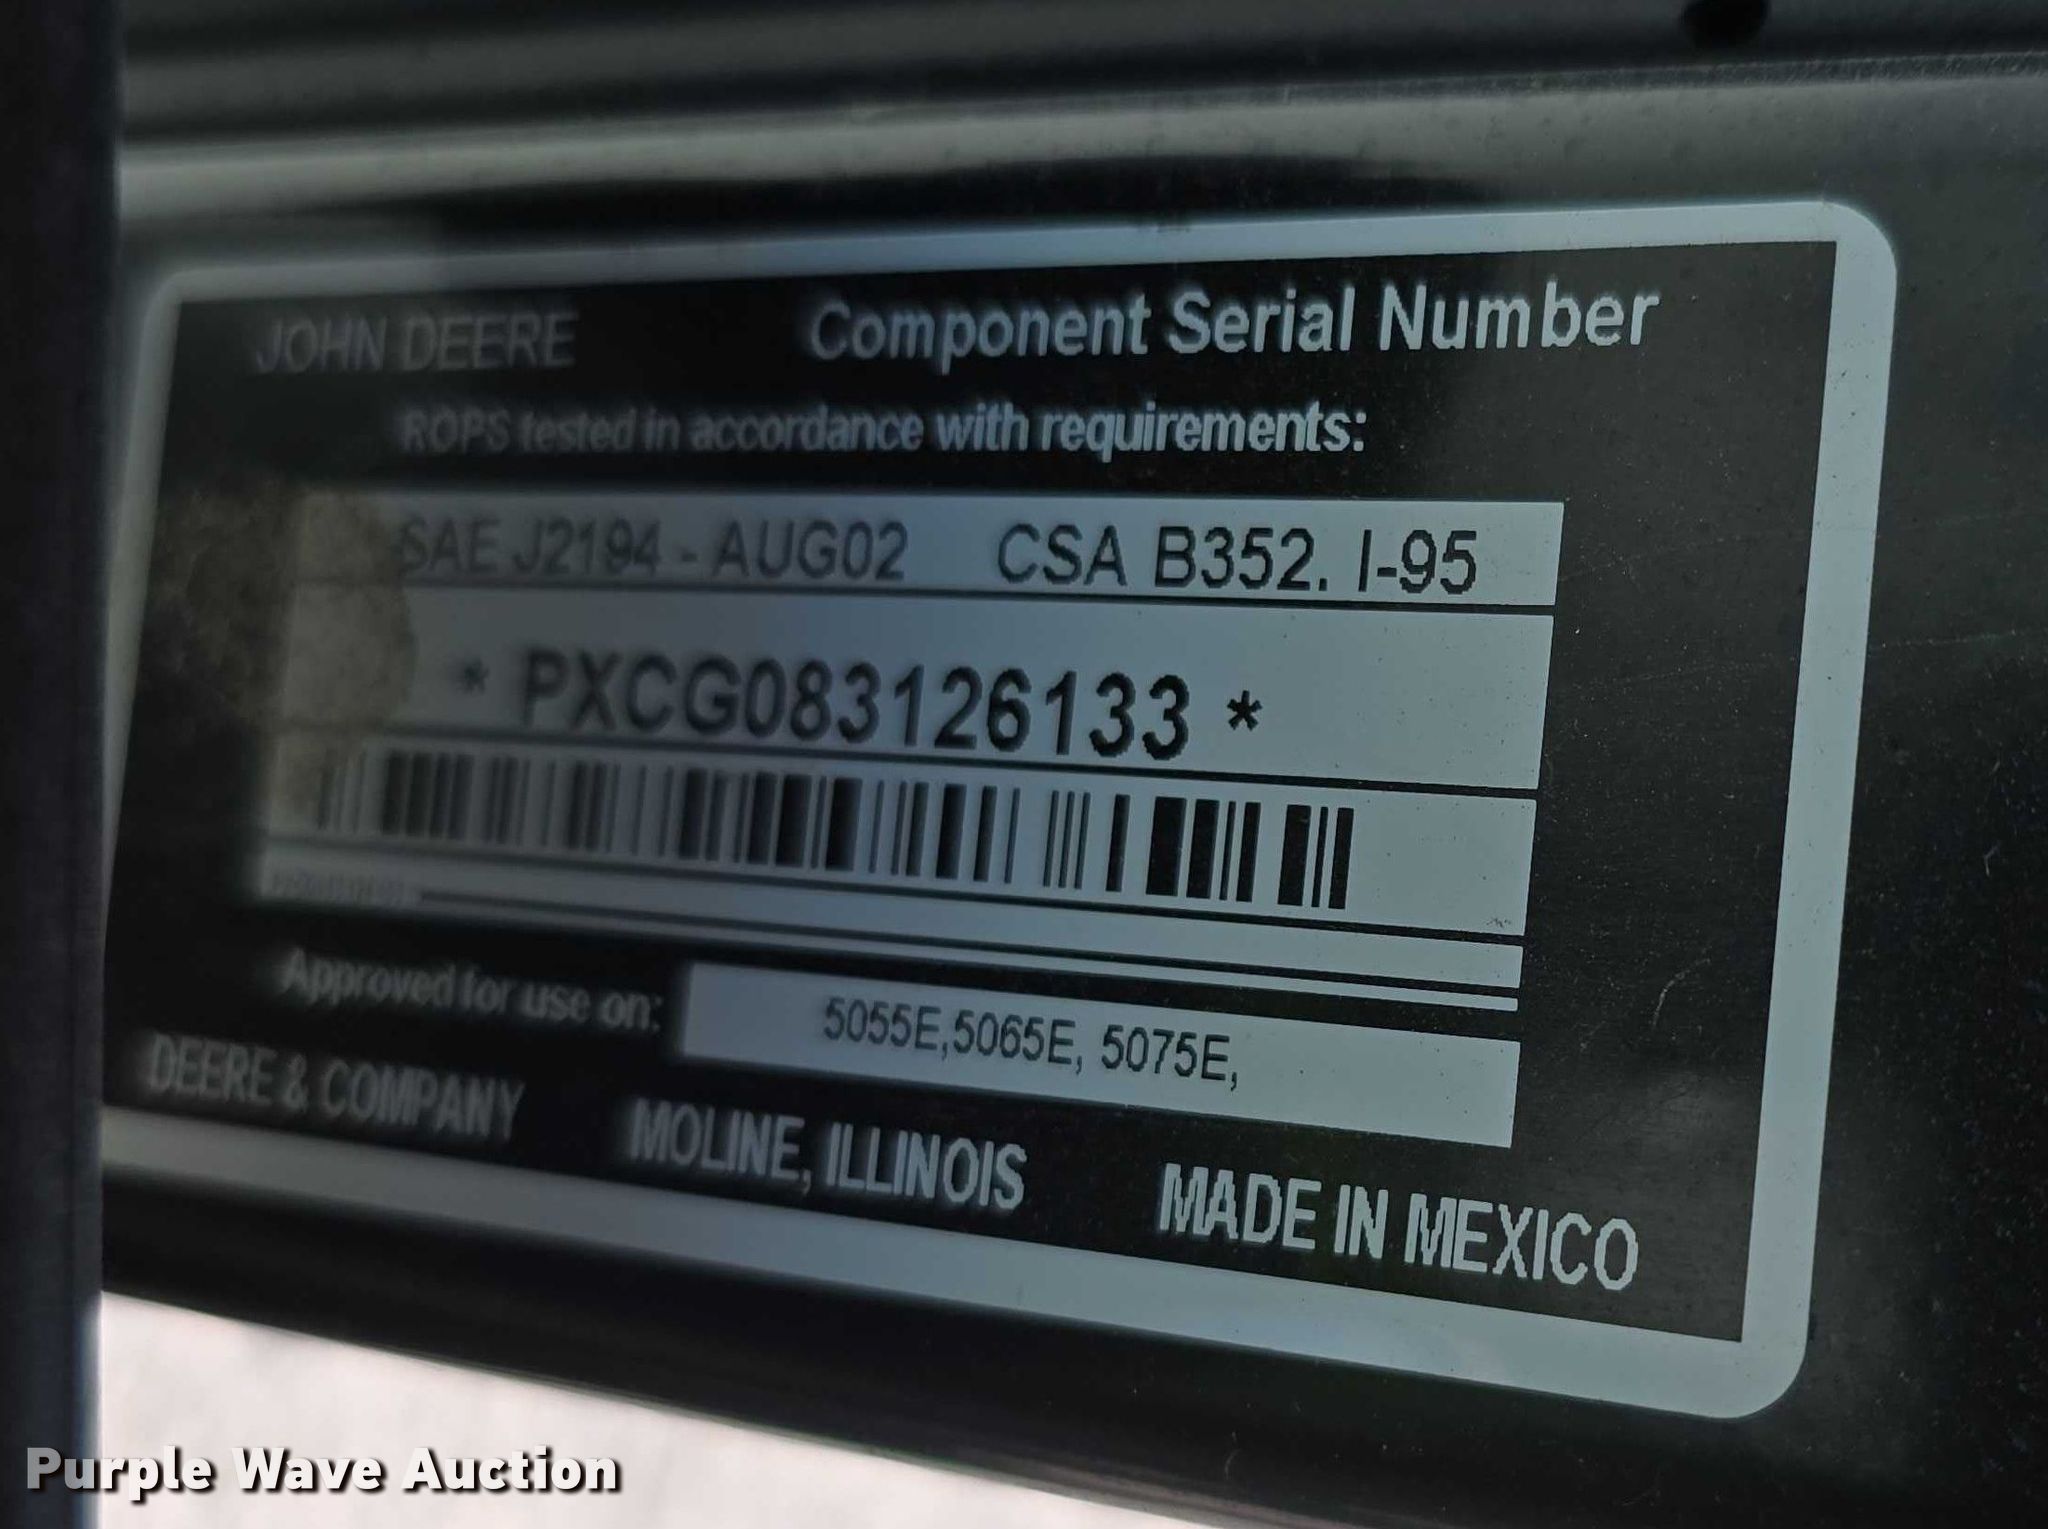 JOHN DEERE Component Serial Number
ROPS tested in accordance with requirements:
SAE J2194 - AUG02 CSA B352. I-95
* PXCG083126133 *
Approved for use on: 5055E,5065E, 5075E,
DEERE & COMPANY MOLINE, ILLINOIS MADE IN MEXICO
Purple Wave Auction